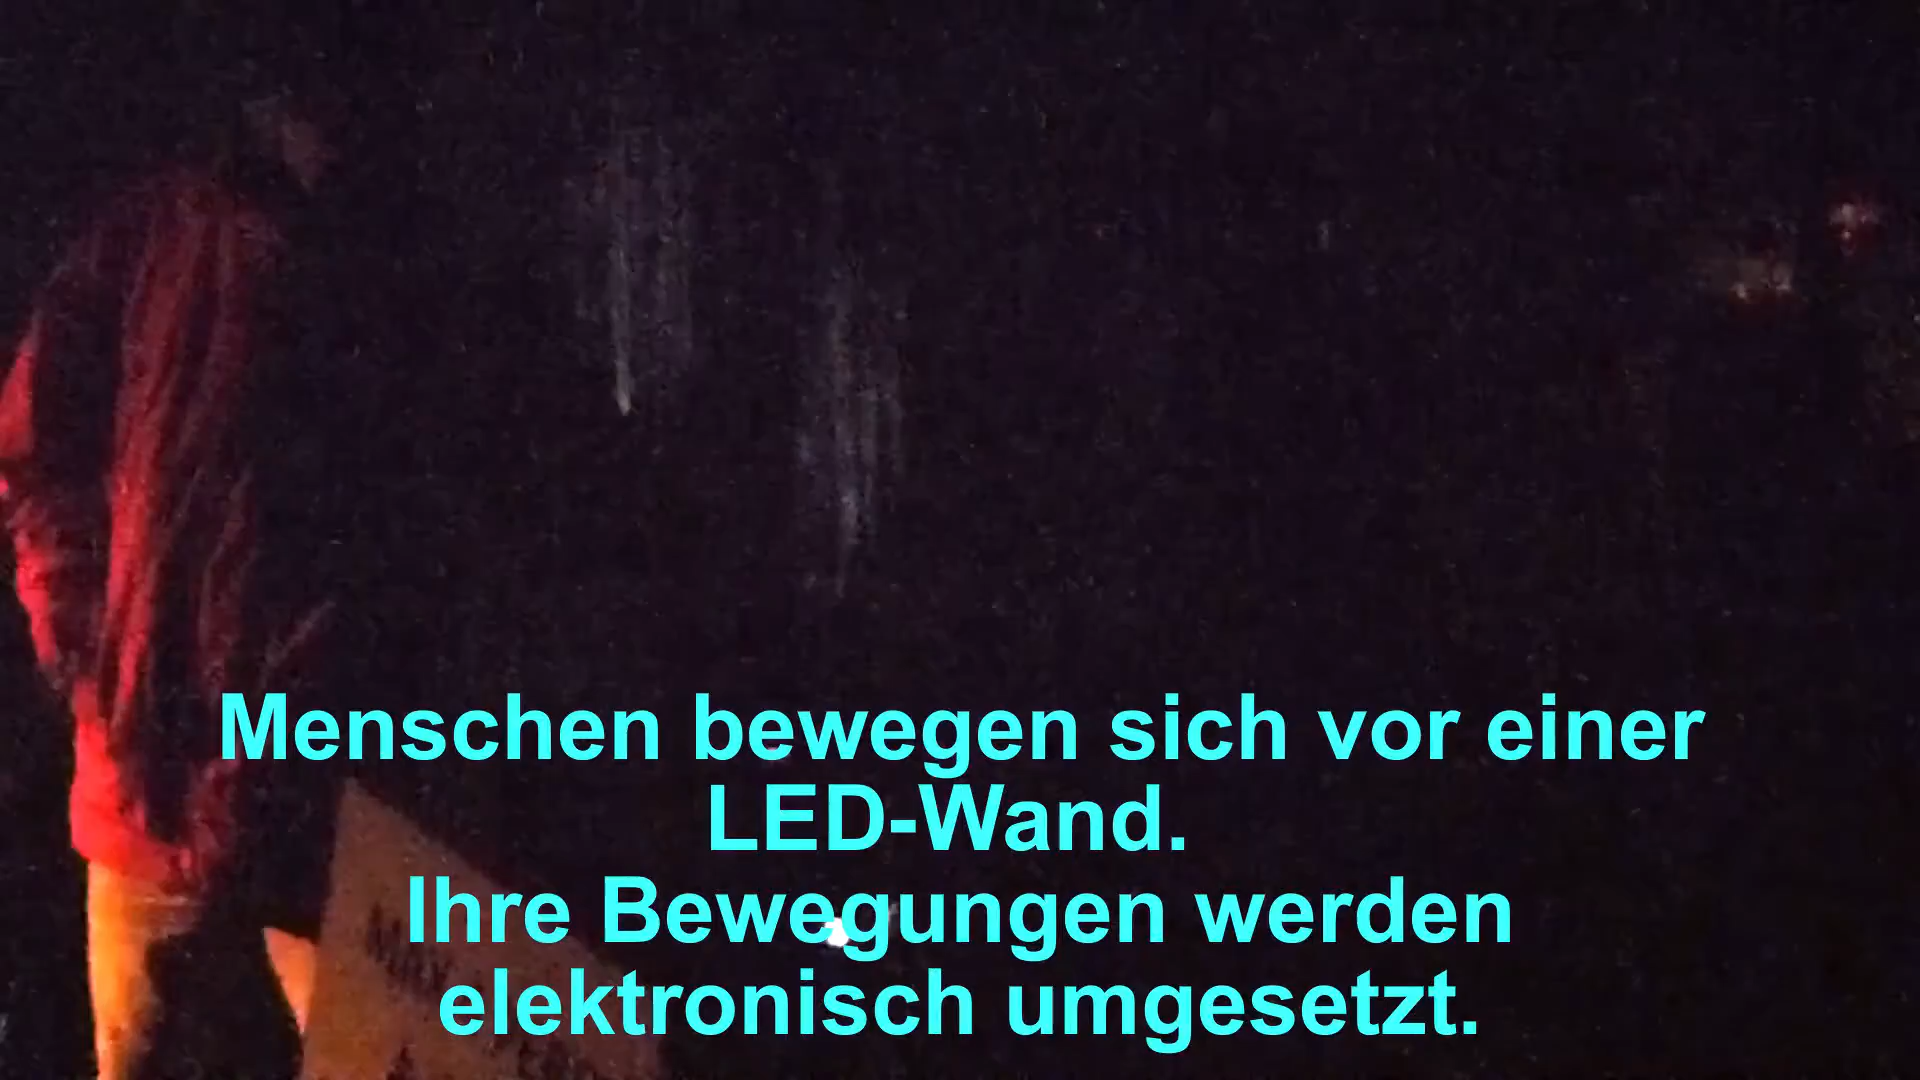 Menschen bewegen sich vor einer
LED-Wand.
Ihre Bewegungen werden
elektronisch umgesetzt.